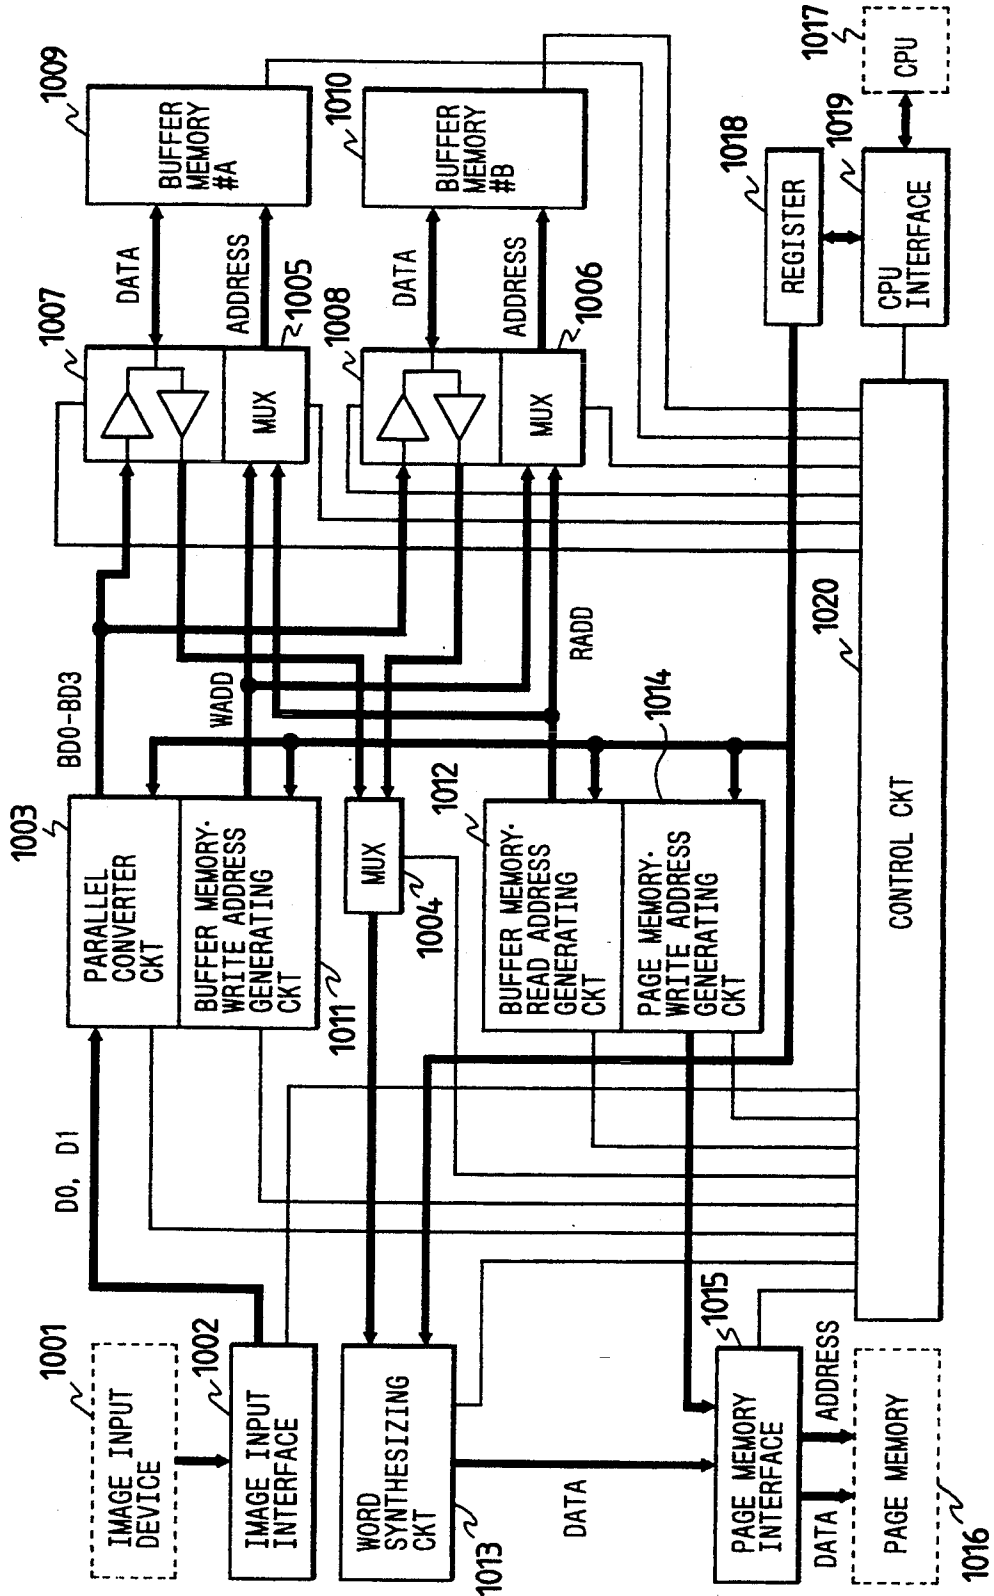 1001
IMAGE INPUT
DEVICE
1002
IMAGE INPUT
INTERFACE
D0, D1
1003
PARALLEL
CONVERTER
CKT
BUFFER MEMORY·
WRITE ADDRESS
GENERATING
CKT
1011
BD0-BD3
WADD
1007
1005
MUX
DATA
ADDRESS
1009
BUFFER
MEMORY
#A
1008
1006
MUX
DATA
ADDRESS
1010
BUFFER
MEMORY
#B
1013
WORD
SYNTHESIZING
CKT
MUX
1004
1012
BUFFER MEMORY·
READ ADDRESS
GENERATING
CKT
1014
PAGE MEMORY·
WRITE ADDRESS
GENERATING
CKT
RADD
DATA
1015
PAGE MEMORY
INTERFACE
DATA
ADDRESS
PAGE MEMORY
1016
1020
CONTROL CKT
1018
REGISTER
1019
CPU
INTERFACE
1017
CPU